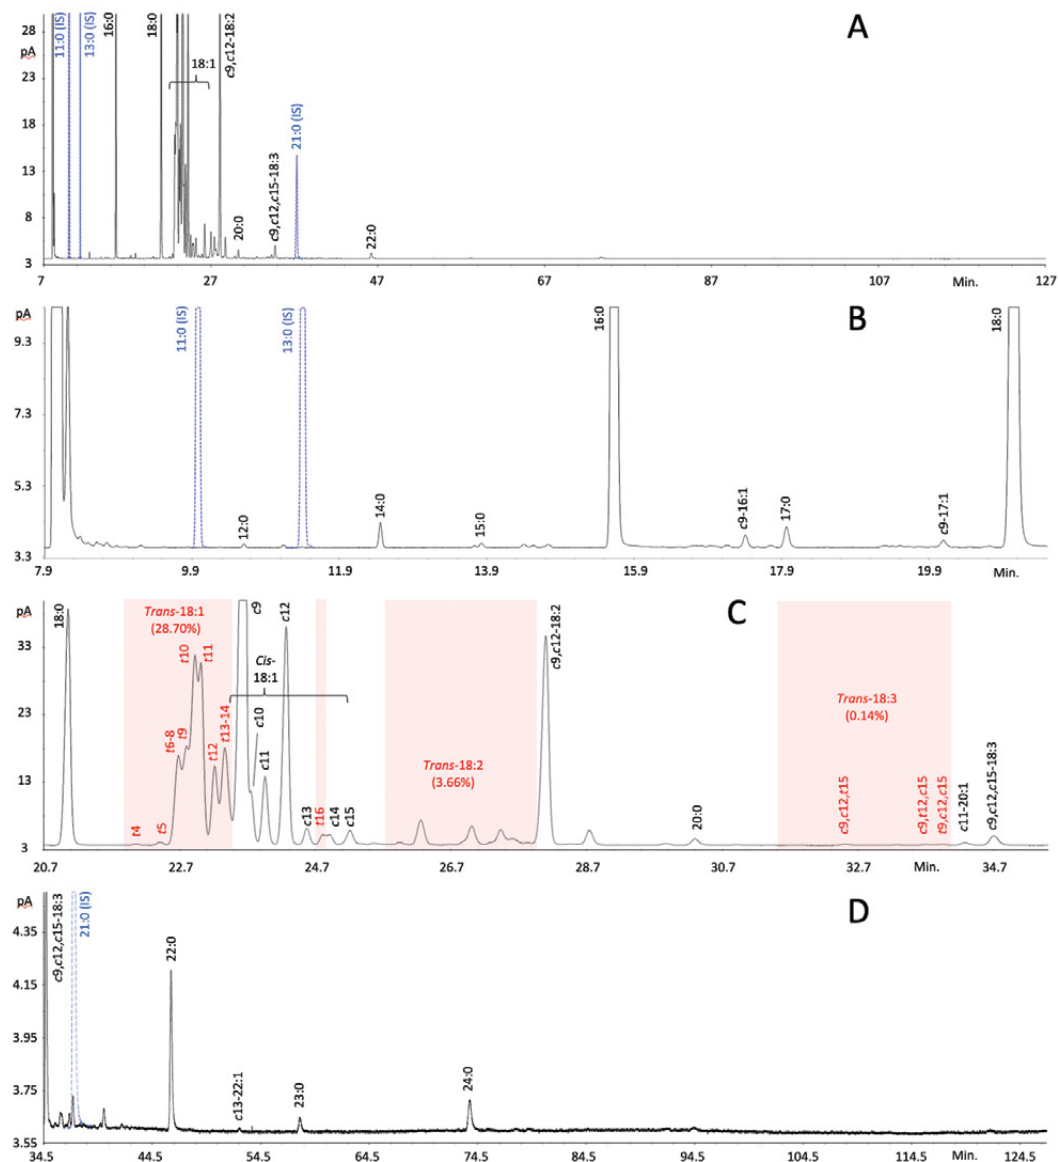 A
pA
28
23
18
13
8
3
11:0 (IS)
13:0 (IS)
16:0
18:0
18:1
c9,c12-18:2
20:0
c9,c12,c15-18:3
21:0 (IS)
22:0
7
27
47
67
87
107
Min.
127
B
pA
9.3
7.3
5.3
3.3
11:0 (IS)
12:0
13:0 (IS)
14:0
15:0
16:0
c9-16:1
17:0
c9-17:1
18:0
7.9
9.9
11.9
13.9
15.9
17.9
19.9
Min.
C
pA
33
23
13
3
18:0
Trans-18:1
(28.70%)
t4
t5
t6-8
t9
t10
t11
t12
t13-14
c9
Cis-
18:1
c10
c11
c12
c13
t16
c14
c15
Trans-18:2
(3.66%)
c9,c12-18:2
20:0
Trans-18:3
(0.14%)
c9,c12,t15
c9,t12,c15
t9,c12,c15
c11-20:1
c9,c12,c15-18:3
20.7
22.7
24.7
26.7
28.7
30.7
32.7
Min.
34.7
D
pA
4.35
4.15
3.95
3.75
3.55
c9,c12,c15-18:3
21:0 (IS)
22:0
c13-22:1
23:0
24:0
34.5
44.5
54.5
64.5
74.5
84.5
94.5
104.5
114.5
Min.
124.5